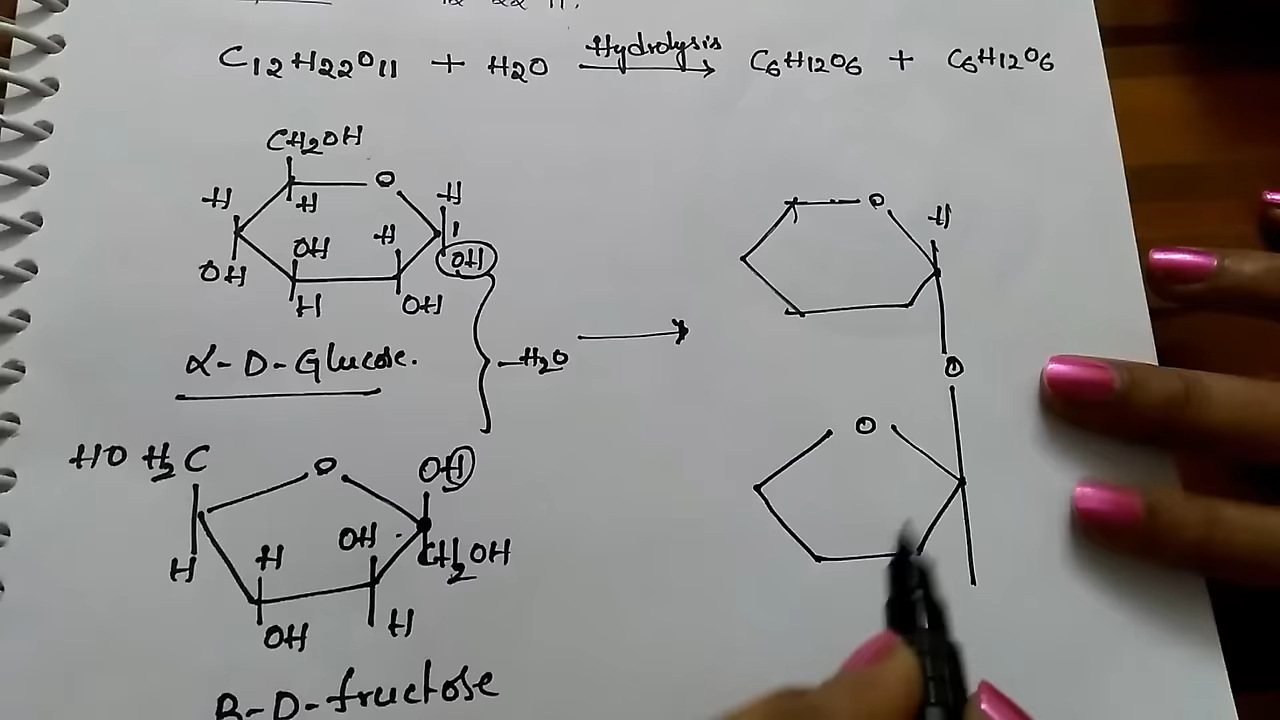 C12H22O11 + H2O Hydrolysis C6H12O6 + C6H12O6
CH2OH
H O H
H
OH H 1
OH OH
H OH
α-D-Glucose.
-H2O
HO H2C O OH
OH
H H CH2OH
OH H
B-D-fructose
O
H
O
O